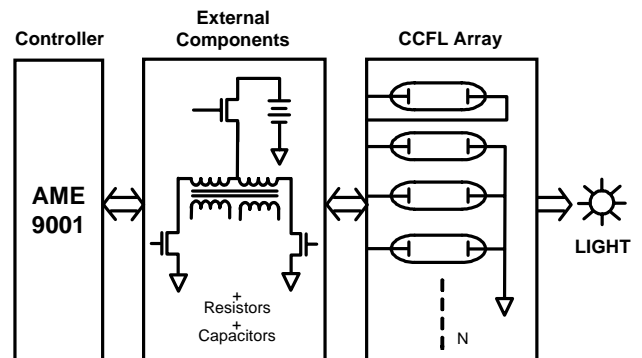 Controller
External
Components
CCFL Array
AME
9001
+
Resistors
+
Capacitors
N
LIGHT